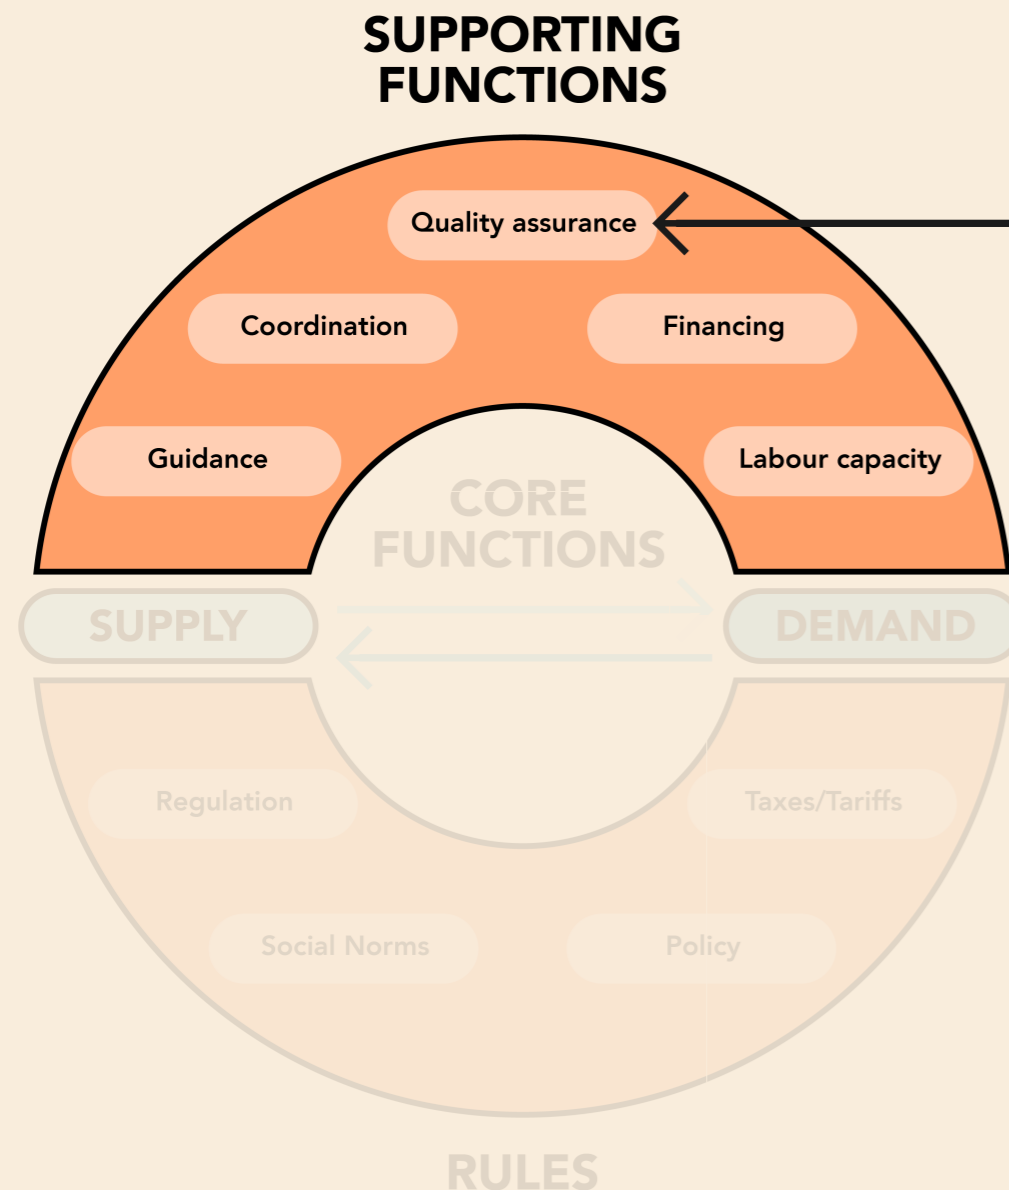 SUPPORTING
FUNCTIONS
Quality assurance
Coordination
Financing
Guidance
Labour capacity
CORE
FUNCTIONS
SUPPLY
DEMAND
Regulation
Taxes/Tariffs
Social Norms
Policy
RULES